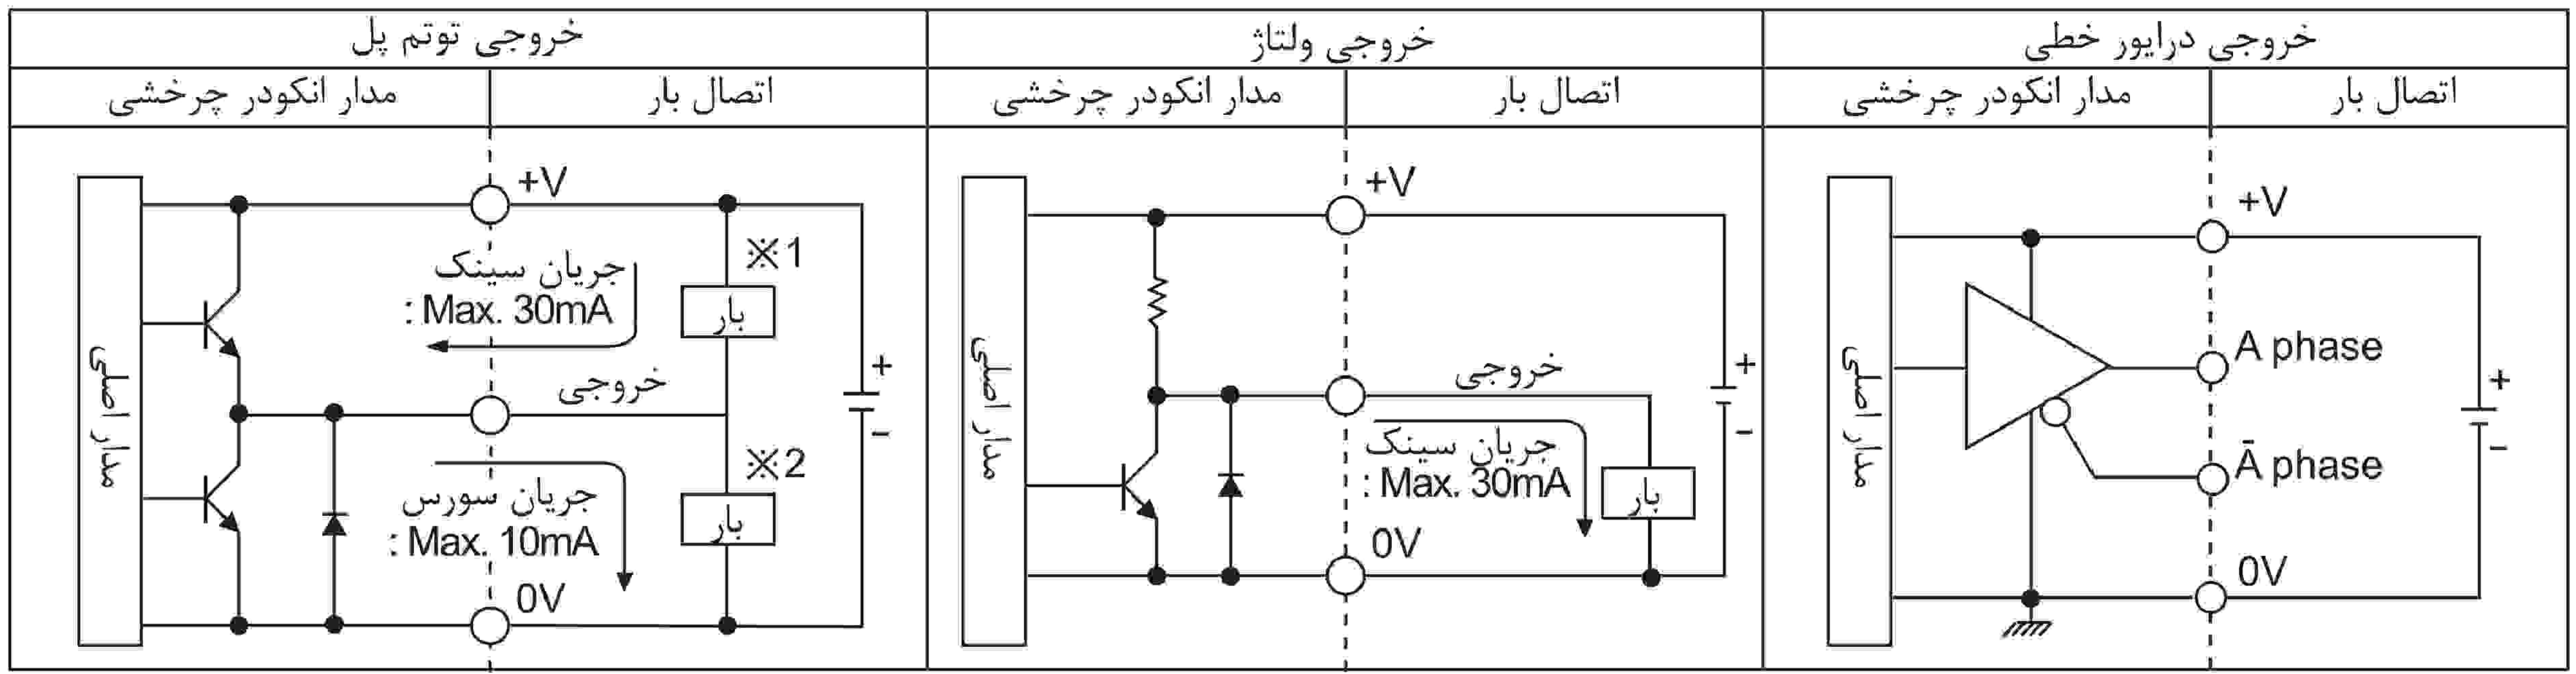 خروجی توتم پل
مدار انکودر چرخشی
اتصال بار
+V
※1
جریان سینک
: Max. 30mA
بار
مدار اصلی
خروجی
+
-
※2
جریان سورس
: Max. 10mA
بار
0V
خروجی ولتاژ
مدار انکودر چرخشی
اتصال بار
+V
مدار اصلی
خروجی
+
-
جریان سینک
: Max. 30mA
بار
0V
خروجی درایور خطی
مدار انکودر چرخشی
اتصال بار
+V
مدار اصلی
A phase
Ā phase
+
-
0V